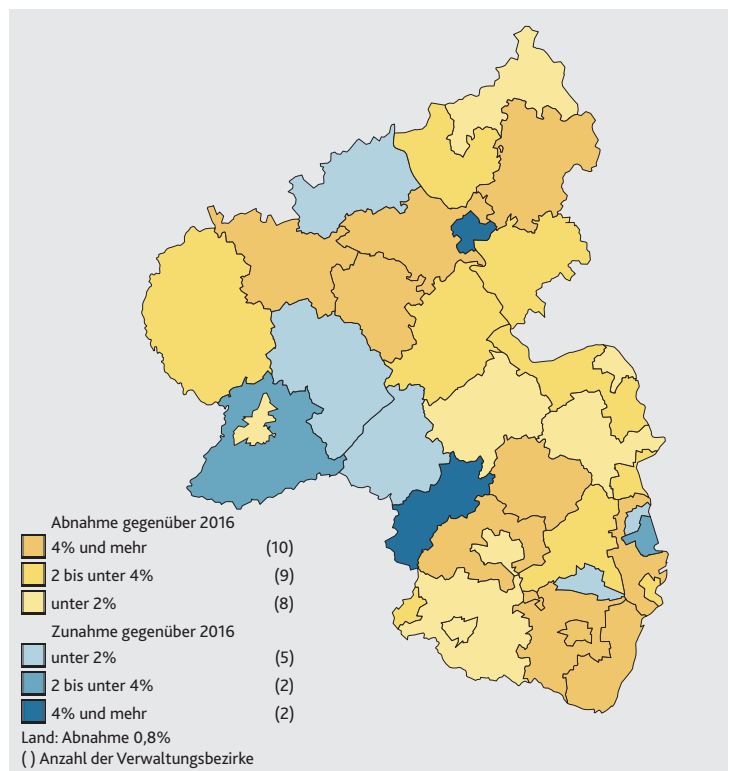 Abnahme gegenüber 2016
4% und mehr (10)
2 bis unter 4% (9)
unter 2% (8)
Zunahme gegenüber 2016
unter 2% (5)
2 bis unter 4% (2)
4% und mehr (2)
Land: Abnahme 0,8%
( ) Anzahl der Verwaltungsbezirke